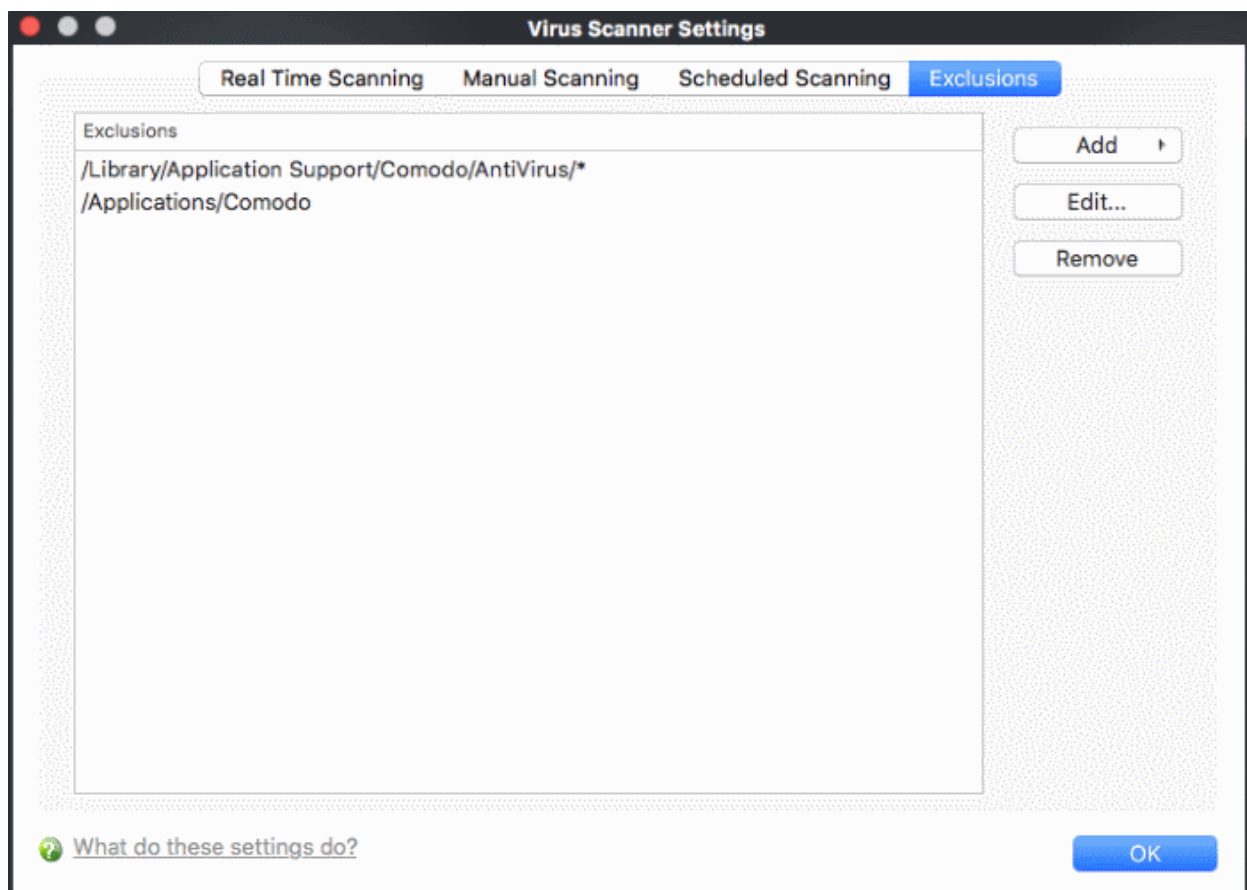 Virus Scanner Settings
Real Time Scanning Manual Scanning Scheduled Scanning Exclusions
Exclusions
/Library/Application Support/Comodo/AntiVirus/*
/Applications/Comodo
Add
Edit...
Remove
What do these settings do?
OK